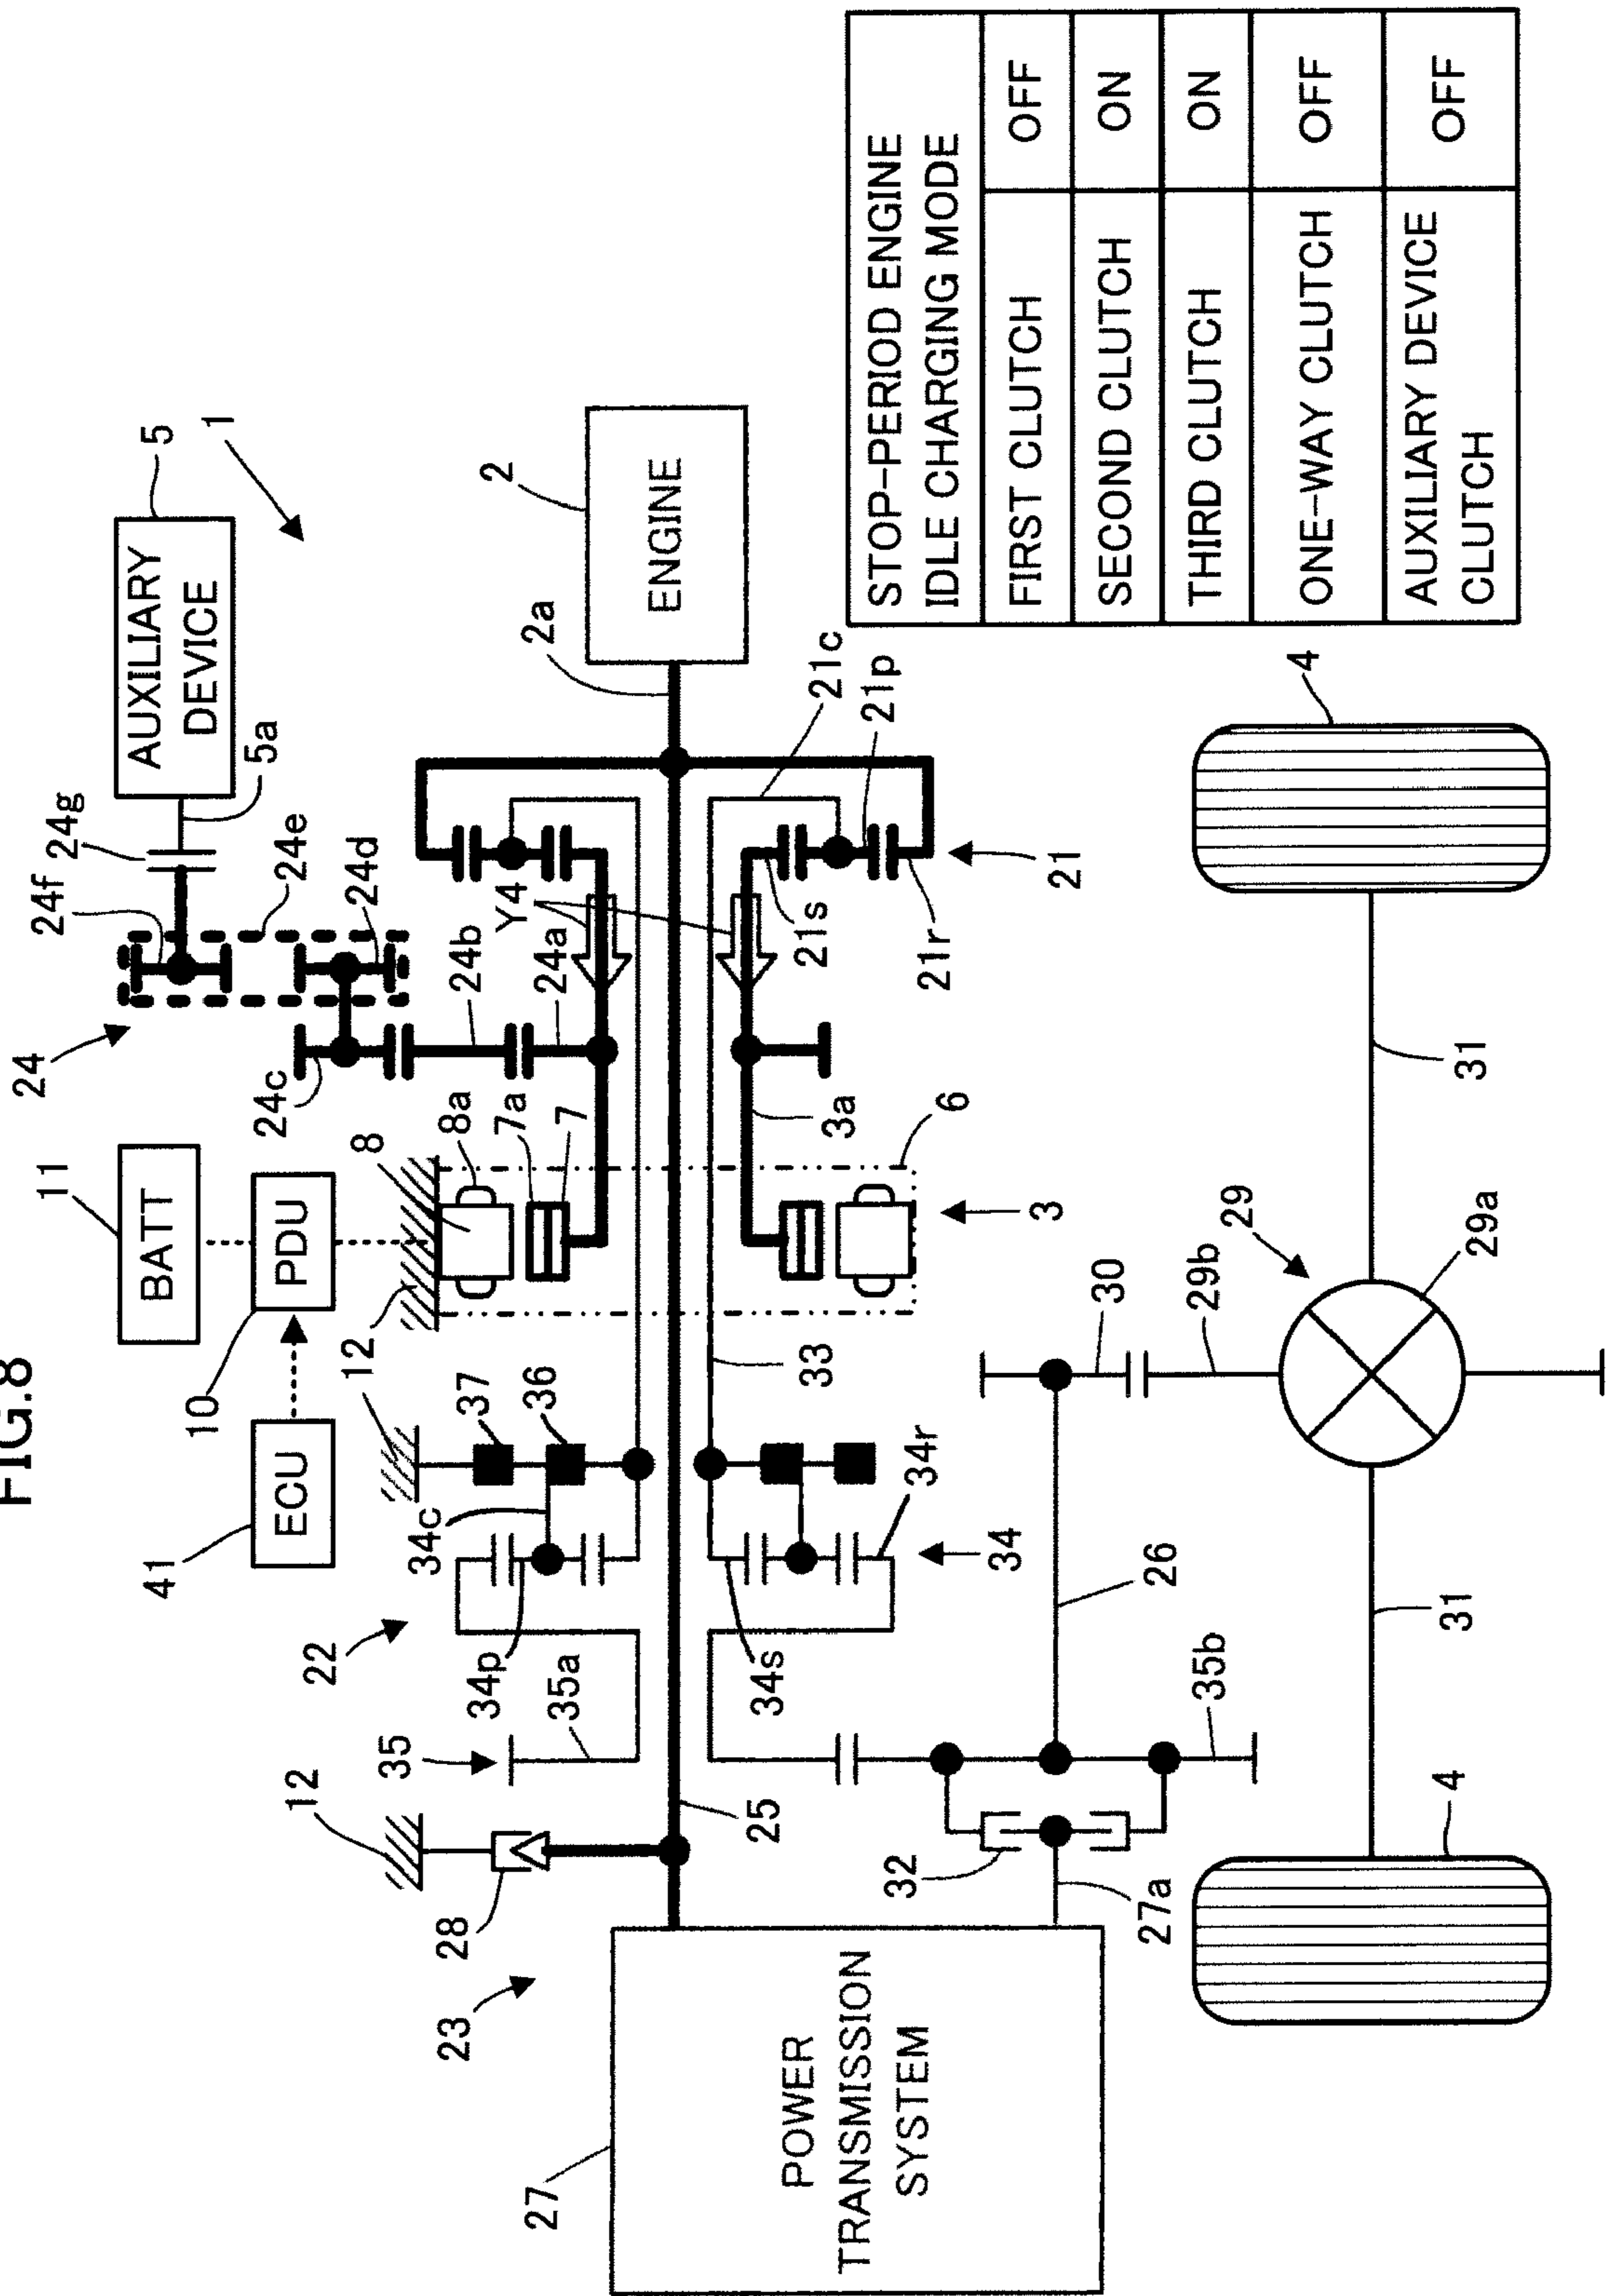 FIG.8
11
BATT
10
PDU
41
ECU
24
24f
24g
24e
24d
24c
24b
24a
AUXILIARY
DEVICE
5
5a
1
2
2a
ENGINE
Y4
21c
21p
21s
21r
21
8
8a
7a
7
3a
6
3
12
12
12
37
36
33
34c
34p
34s
34r
34
22
35
35a
35b
25
28
23
27
POWER
TRANSMISSION
SYSTEM
32
27a
26
30
29
29b
29a
31
31
4
4
STOP-PERIOD ENGINE
IDLE CHARGING MODE
FIRST CLUTCH OFF
SECOND CLUTCH ON
THIRD CLUTCH ON
ONE-WAY CLUTCH OFF
AUXILIARY DEVICE
CLUTCH OFF